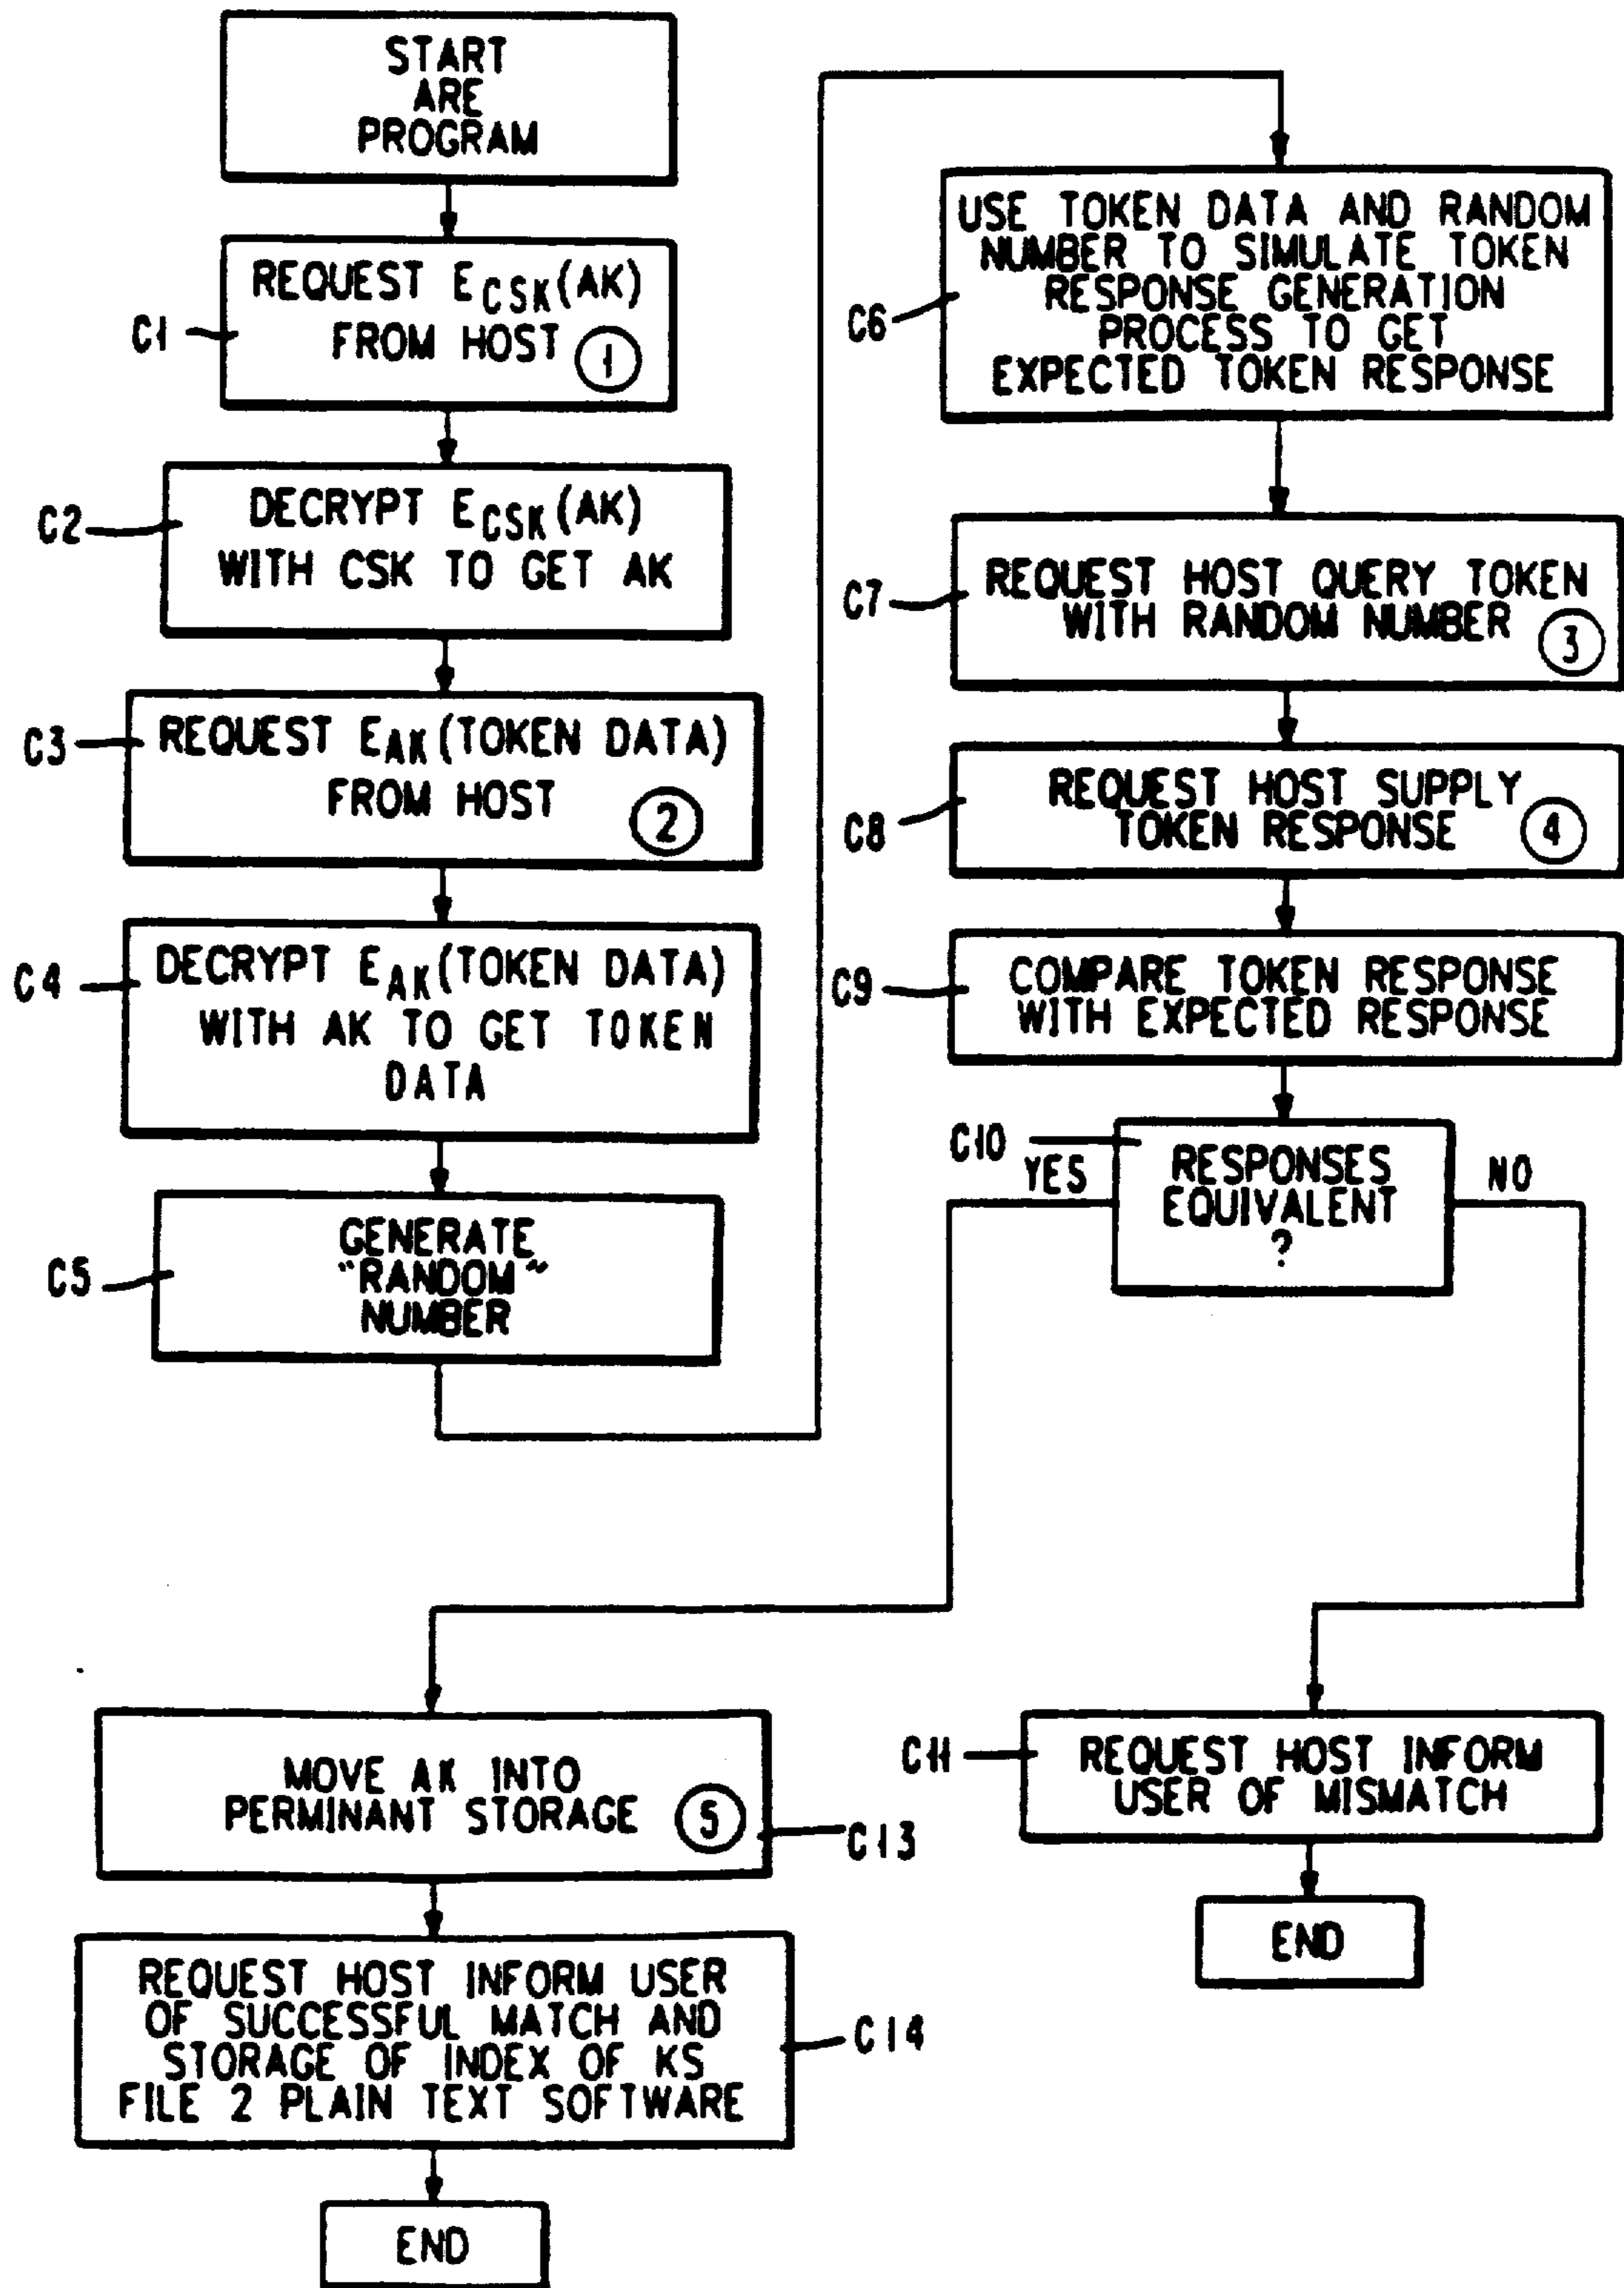 START
ARE
PROGRAM
C1
REQUEST ECSK(AK)
FROM HOST 1
C2
DECRYPT ECSK(AK)
WITH CSK TO GET AK
C3
REQUEST EAK(TOKEN DATA)
FROM HOST 2
C4
DECRYPT EAK(TOKEN DATA)
WITH AK TO GET TOKEN
DATA
C5
GENERATE
"RANDOM"
NUMBER
C6
USE TOKEN DATA AND RANDOM
NUMBER TO SIMULATE TOKEN
RESPONSE GENERATION
PROCESS TO GET
EXPECTED TOKEN RESPONSE
C7
REQUEST HOST QUERY TOKEN
WITH RANDOM NUMBER 3
C8
REQUEST HOST SUPPLY
TOKEN RESPONSE 4
C9
COMPARE TOKEN RESPONSE
WITH EXPECTED RESPONSE
C10
YES
RESPONSES
EQUIVALENT
?
NO
MOVE AK INTO
PERMINANT STORAGE 5
C13
REQUEST HOST INFORM USER
OF SUCCESSFUL MATCH AND
STORAGE OF INDEX OF KS
FILE 2 PLAIN TEXT SOFTWARE
C14
END
C11
REQUEST HOST INFORM
USER OF MISMATCH
END